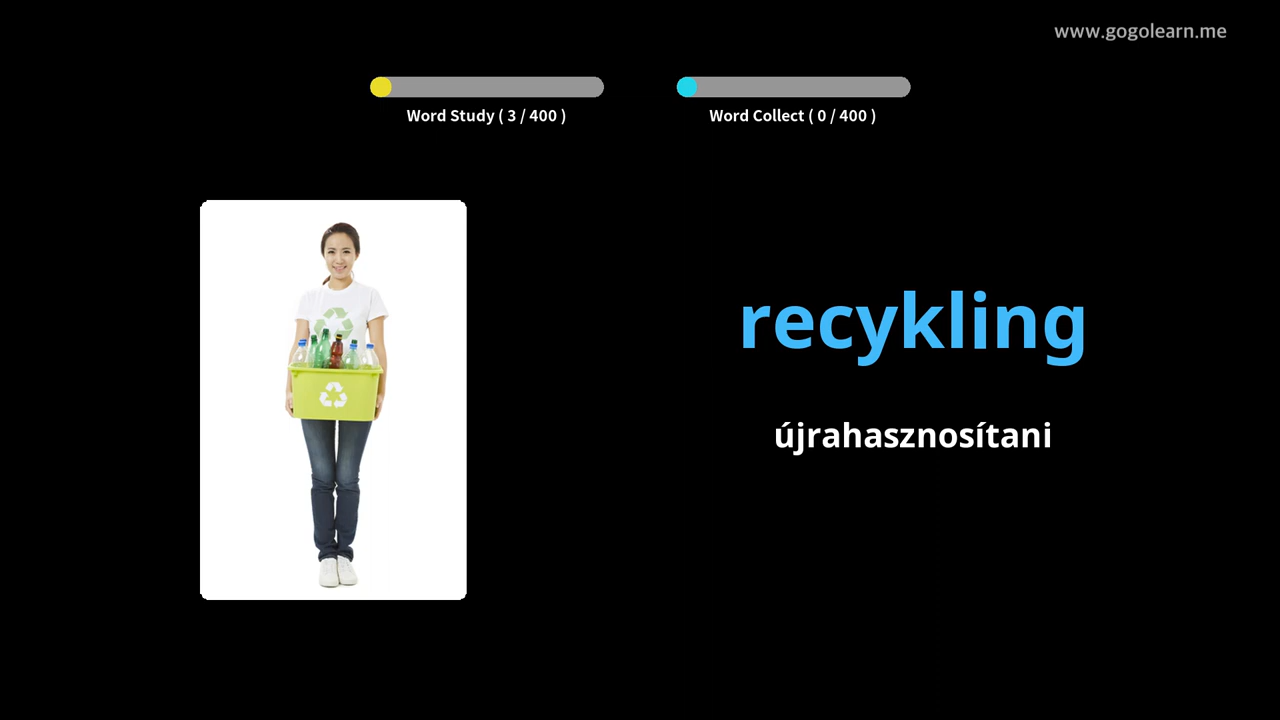 www.gogolearn.me
Word Study ( 3 / 400 )
Word Collect ( 0 / 400 )
recykling
újrahasznosítani